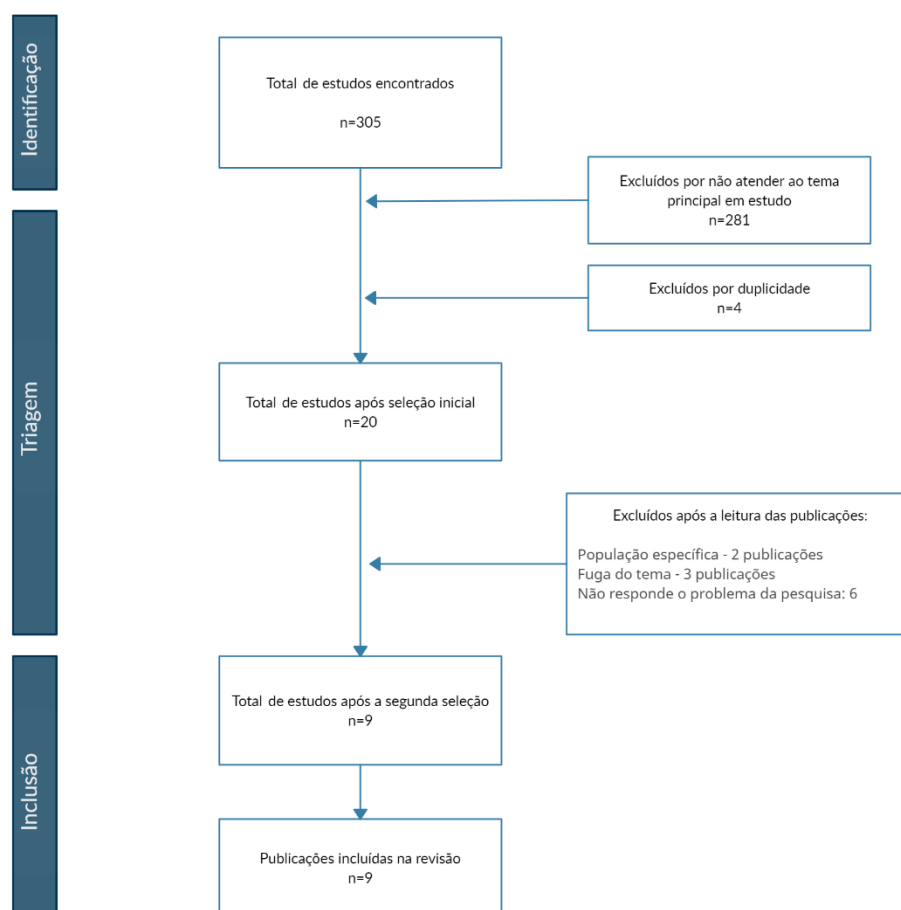 Identificação
Total de estudos encontrados
n=305
Excluídos por não atender ao tema
principal em estudo
n=281
Triagem
Excluídos por duplicidade
n=4
Total de estudos após seleção inicial
n=20
Excluídos após a leitura das publicações:
População específica - 2 publicações
Fuga do tema - 3 publicações
Não responde o problema da pesquisa: 6
Inclusão
Total de estudos após a segunda seleção
n=9
Publicações incluídas na revisão
n=9